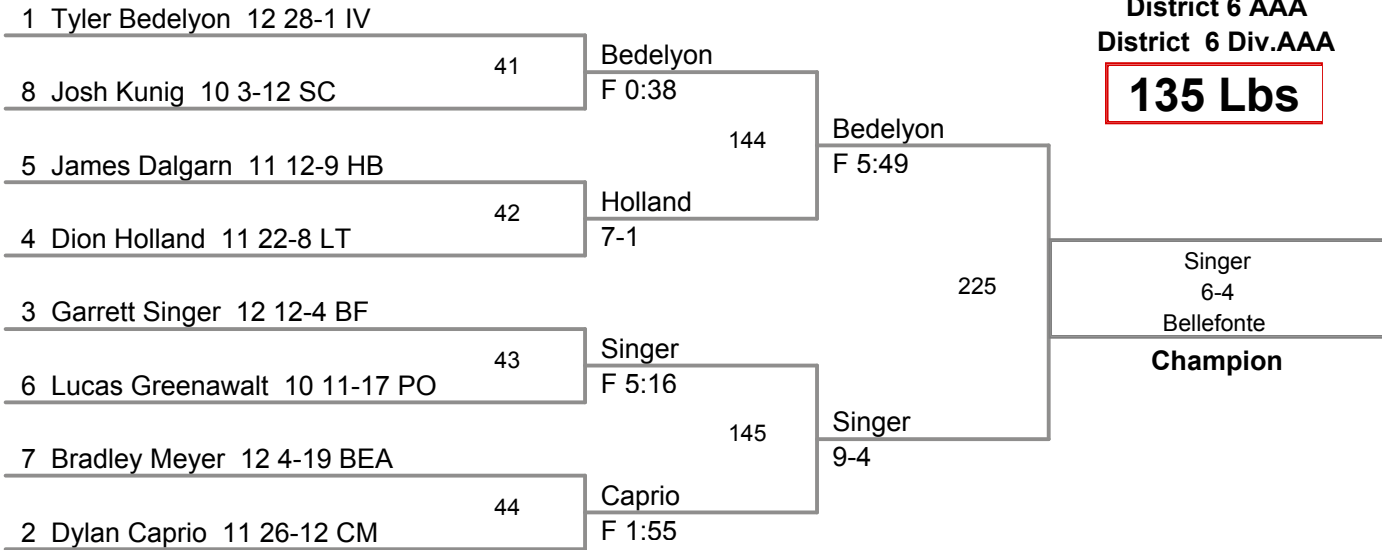 District 6 AAA
District 6 Div.AAA
135 Lbs
1 Tyler Bedelyon 12 28-1 IV
41
8 Josh Kunig 10 3-12 SC
Bedelyon
F 0:38
5 James Dalgarn 11 12-9 HB
42
4 Dion Holland 11 22-8 LT
Holland
7-1
144
Bedelyon
F 5:49
3 Garrett Singer 12 12-4 BF
43
6 Lucas Greenawalt 10 11-17 PO
Singer
F 5:16
7 Bradley Meyer 12 4-19 BEA
44
2 Dylan Caprio 11 26-12 CM
Caprio
F 1:55
145
Singer
9-4
225
Singer
6-4
Bellefonte
Champion